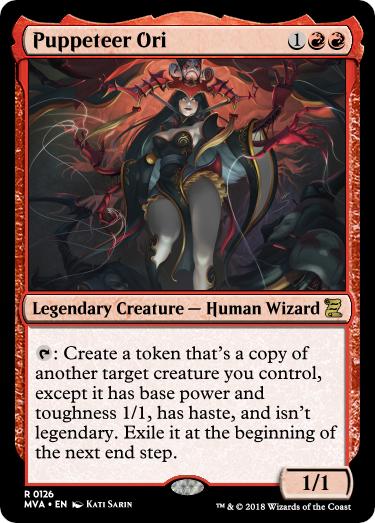 Puppeteer Ori 1
Legendary Creature — Human Wizard
: Create a token that's a copy of
another target creature you control,
except it has base power and
toughness 1/1, has haste, and isn't
legendary. Exile it at the beginning of
the next end step.
1/1
R 0126
MVA • EN Kati Sarin
™ & © 2018 Wizards of the Coast